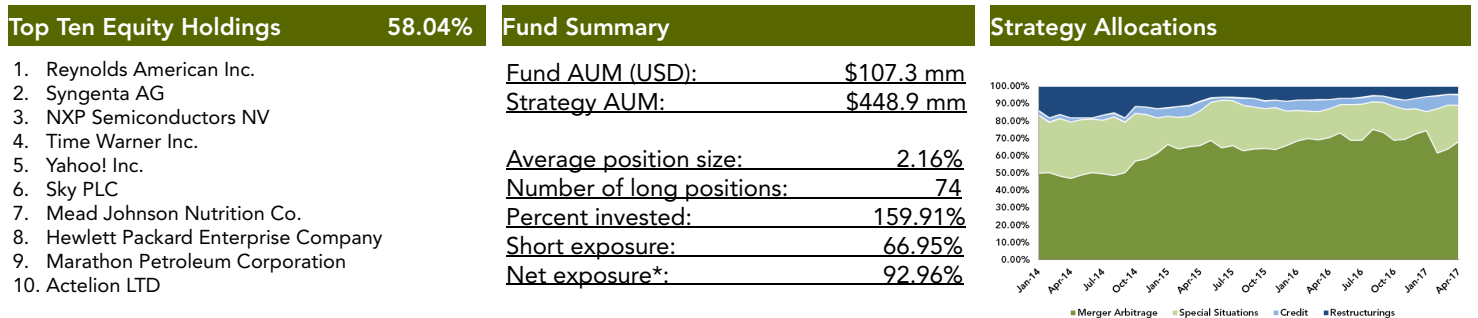 Top Ten Equity Holdings 58.04%
1. Reynolds American Inc.
2. Syngenta AG
3. NXP Semiconductors NV
4. Time Warner Inc.
5. Yahoo! Inc.
6. Sky PLC
7. Mead Johnson Nutrition Co.
8. Hewlett Packard Enterprise Company
9. Marathon Petroleum Corporation
10. Actelion LTD
Fund Summary
Fund AUM (USD): $107.3 mm
Strategy AUM: $448.9 mm
Average position size: 2.16%
Number of long positions: 74
Percent invested: 159.91%
Short exposure: 66.95%
Net exposure*: 92.96%
Strategy Allocations
100.00%
90.00%
80.00%
70.00%
60.00%
50.00%
40.00%
30.00%
20.00%
10.00%
0.00%
Jan-14 Apr-14 Jul-14 Oct-14 Jan-15 Apr-15 Jul-15 Oct-15 Jan-16 Apr-16 Jul-16 Oct-16 Jan-17 Apr-17
Merger Arbitrage Special Situations Credit Restructurings